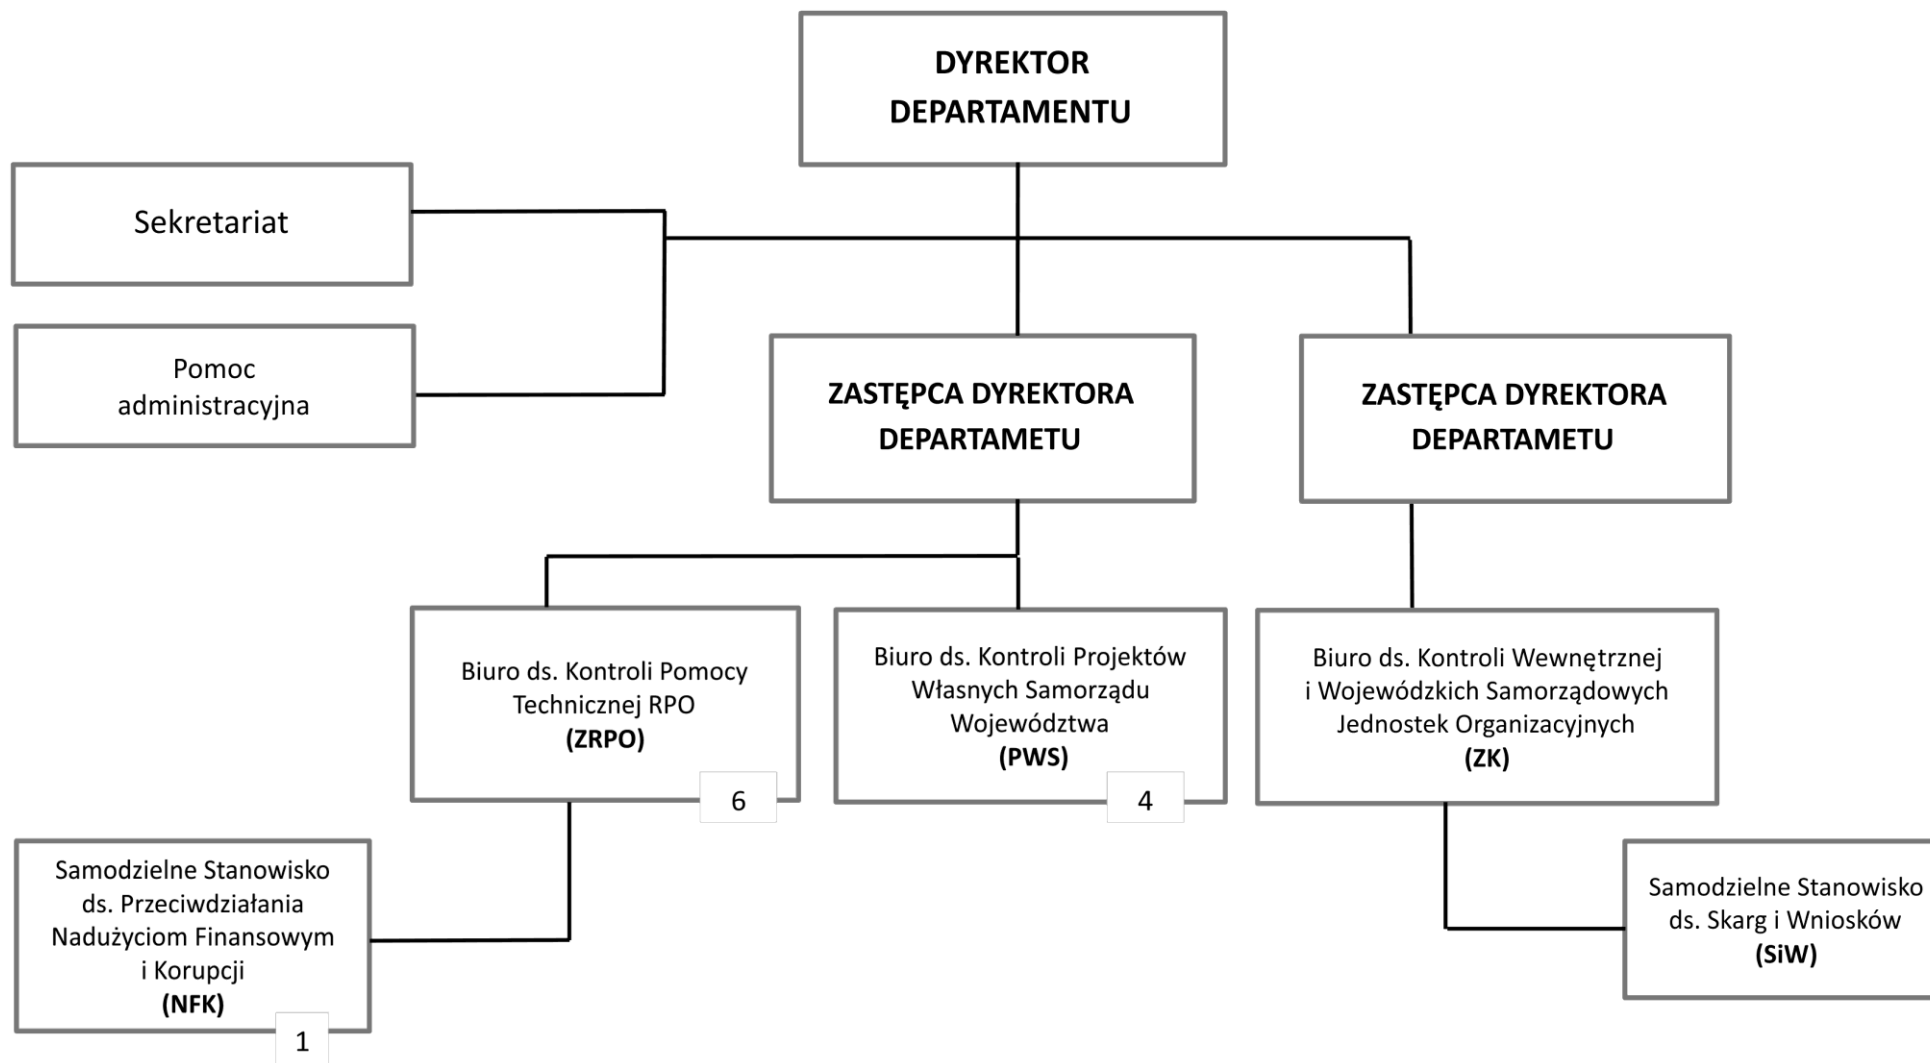 DYREKTOR
DEPARTAMENTU
Sekretariat
Pomoc
administracyjna
ZASTĘPCA DYREKTORA
DEPARTAMETU
ZASTĘPCA DYREKTORA
DEPARTAMETU
Biuro ds. Kontroli Pomocy
Technicznej RPO
(ZRPO)
6
Biuro ds. Kontroli Projektów
Własnych Samorządu
Województwa
(PWS)
4
Biuro ds. Kontroli Wewnętrznej
i Wojewódzkich Samorządowych
Jednostek Organizacyjnych
(ZK)
Samodzielne Stanowisko
ds. Przeciwdziałania
Nadużyciom Finansowym
i Korupcji
(NFK)
1
Samodzielne Stanowisko
ds. Skarg i Wniosków
(SiW)